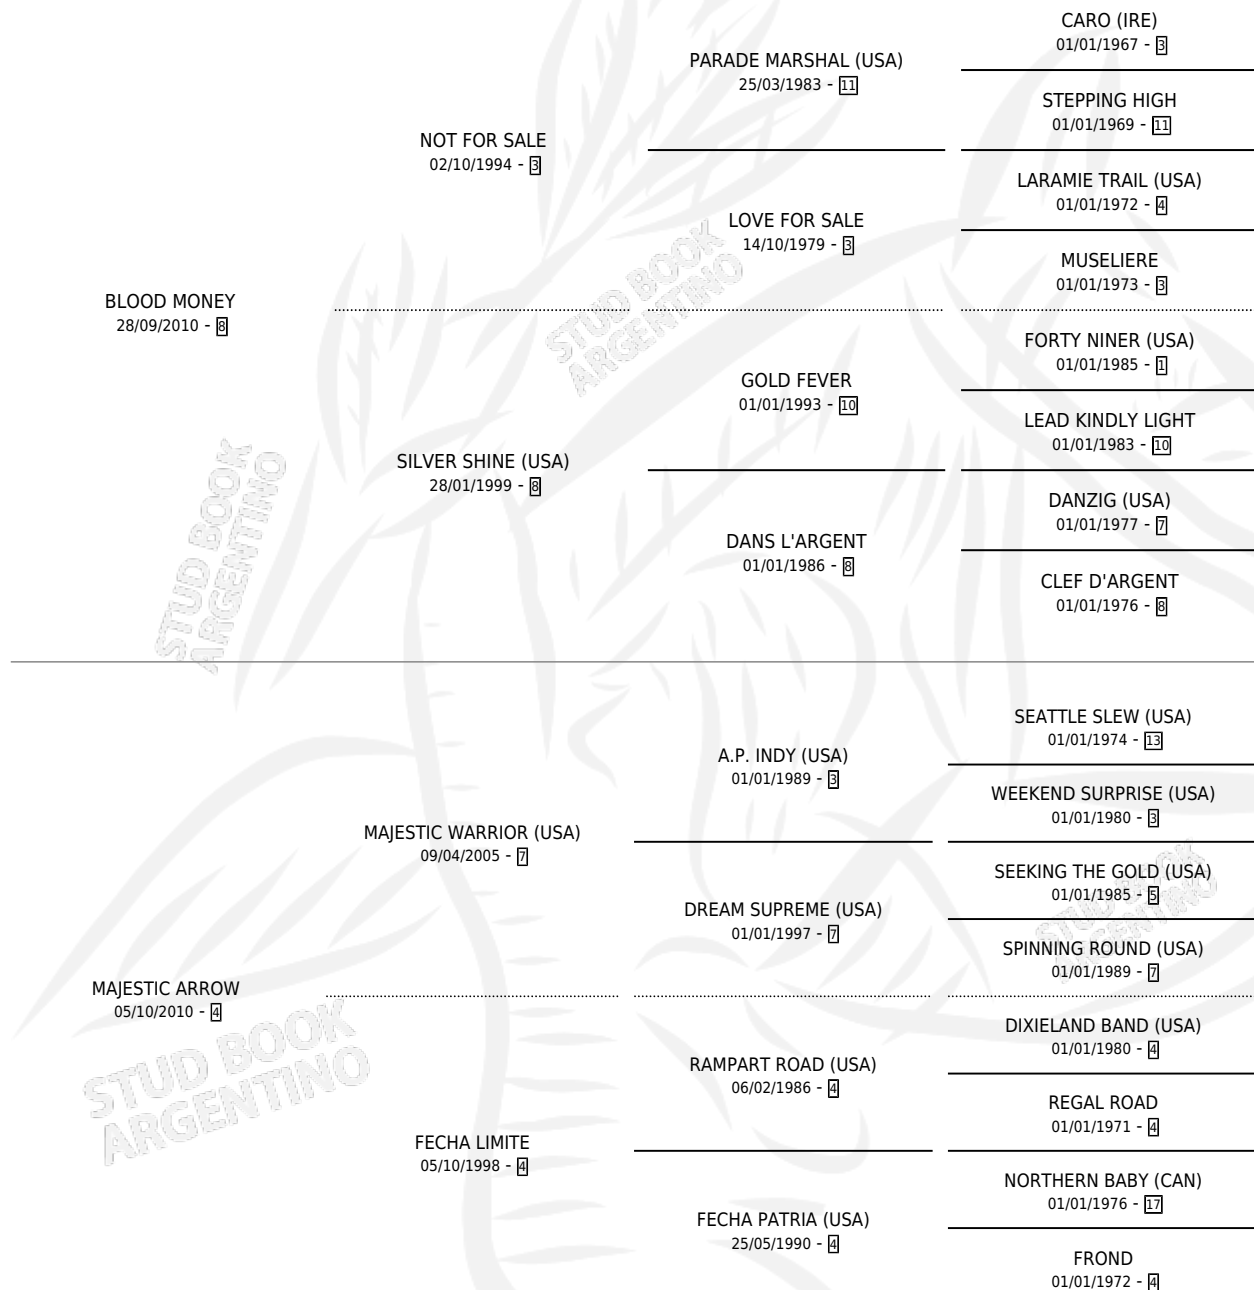 CARO (IRE)
01/01/1967 - 3
PARADE MARSHAL (USA)
25/03/1983 - 11
STEPPING HIGH
01/01/1969 - 11
NOT FOR SALE
02/10/1994 - 3
LARAMIE TRAIL (USA)
01/01/1972 - 4
LOVE FOR SALE
14/10/1979 - 3
MUSELIERE
01/01/1973 - 3
BLOOD MONEY
28/09/2010 - 8
FORTY NINER (USA)
01/01/1985 - 1
GOLD FEVER
01/01/1993 - 10
LEAD KINDLY LIGHT
01/01/1983 - 10
SILVER SHINE (USA)
28/01/1999 - 8
DANZIG (USA)
01/01/1977 - 7
DANS L'ARGENT
01/01/1986 - 8
CLEF D'ARGENT
01/01/1976 - 8
STUD BOOK
ARGENTINO
STUD BOOK
ARGENTINO
SEATTLE SLEW (USA)
01/01/1974 - 13
A.P. INDY (USA)
01/01/1989 - 3
WEEKEND SURPRISE (USA)
01/01/1980 - 3
MAJESTIC WARRIOR (USA)
09/04/2005 - 7
SEEKING THE GOLD (USA)
01/01/1985 - 5
DREAM SUPREME (USA)
01/01/1997 - 7
SPINNING ROUND (USA)
01/01/1989 - 7
MAJESTIC ARROW
05/10/2010 - 4
DIXIELAND BAND (USA)
01/01/1980 - 4
RAMPART ROAD (USA)
06/02/1986 - 4
REGAL ROAD
01/01/1971 - 4
FECHA LIMITE
05/10/1998 - 4
NORTHERN BABY (CAN)
01/01/1976 - 17
FECHA PATRIA (USA)
25/05/1990 - 4
FROND
01/01/1972 - 4
STUD BOOK
ARGENTINO
STUD BOOK
ARGENTINO